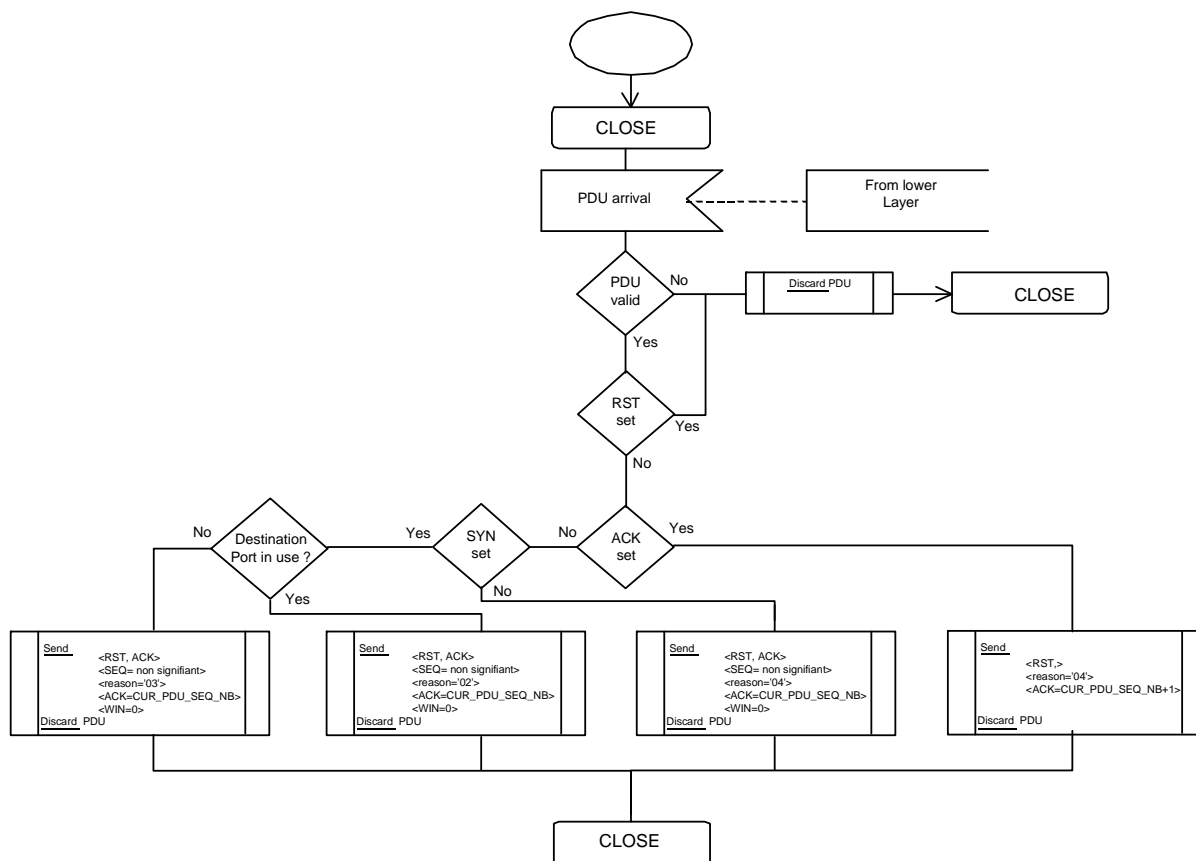 CLOSE
PDU arrival
From lower
Layer
PDU
valid
No
Discard PDU
CLOSE
Yes
RST
set
Yes
No
No
Destination
Port in use ?
Yes
SYN
set
No
ACK
set
Yes
Yes
No
Send
<RST, ACK>
<SEQ= non signifiant>
<reason='03'>
<ACK=CUR_PDU_SEQ_NB>
<WIN=0>
Discard PDU
Send
<RST, ACK>
<SEQ= non signifiant>
<reason='02'>
<ACK=CUR_PDU_SEQ_NB>
<WIN=0>
Discard PDU
Send
<RST, ACK>
<SEQ= non signifiant>
<reason='04'>
<ACK=CUR_PDU_SEQ_NB>
<WIN=0>
Discard PDU
Send
<RST,>
<reason='04'>
<ACK=CUR_PDU_SEQ_NB+1>
Discard PDU
CLOSE